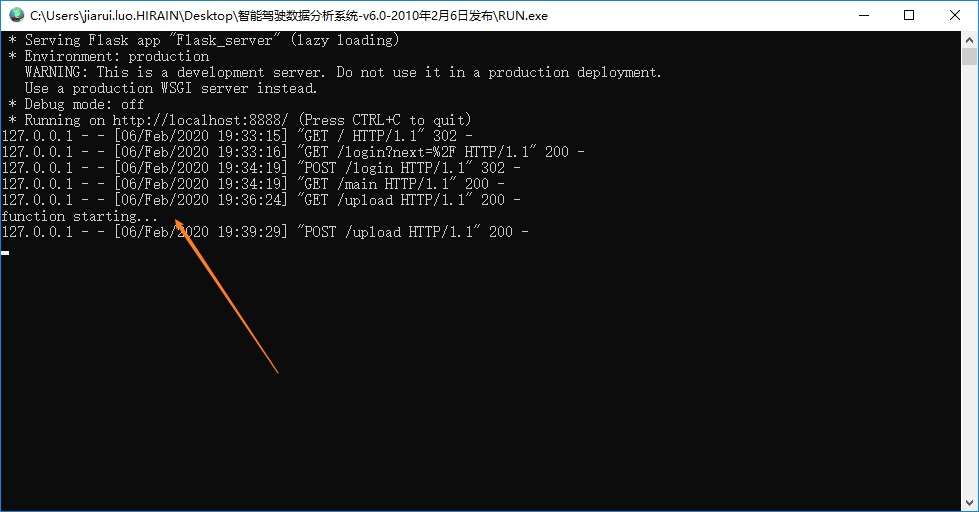 C:\Users\jiarui.luo.HIRAIN\Desktop\智能驾驶数据分析系统-v6.0-2010年2月6日发布\RUN.exe
* Serving Flask app "Flask_server" (lazy loading)
* Environment: production
WARNING: This is a development server. Do not use it in a production deployment.
Use a production WSGI server instead.
* Debug mode: off
* Running on http://localhost:8888/ (Press CTRL+C to quit)
127.0.0.1 - - [06/Feb/2020 19:33:15] "GET / HTTP/1.1" 302 -
127.0.0.1 - - [06/Feb/2020 19:33:16] "GET /login?next=%2F HTTP/1.1" 200 -
127.0.0.1 - - [06/Feb/2020 19:34:19] "POST /login HTTP/1.1" 302 -
127.0.0.1 - - [06/Feb/2020 19:34:19] "GET /main HTTP/1.1" 200 -
127.0.0.1 - - [06/Feb/2020 19:36:24] "GET /upload HTTP/1.1" 200 -
function starting...
127.0.0.1 - - [06/Feb/2020 19:39:29] "POST /upload HTTP/1.1" 200 -